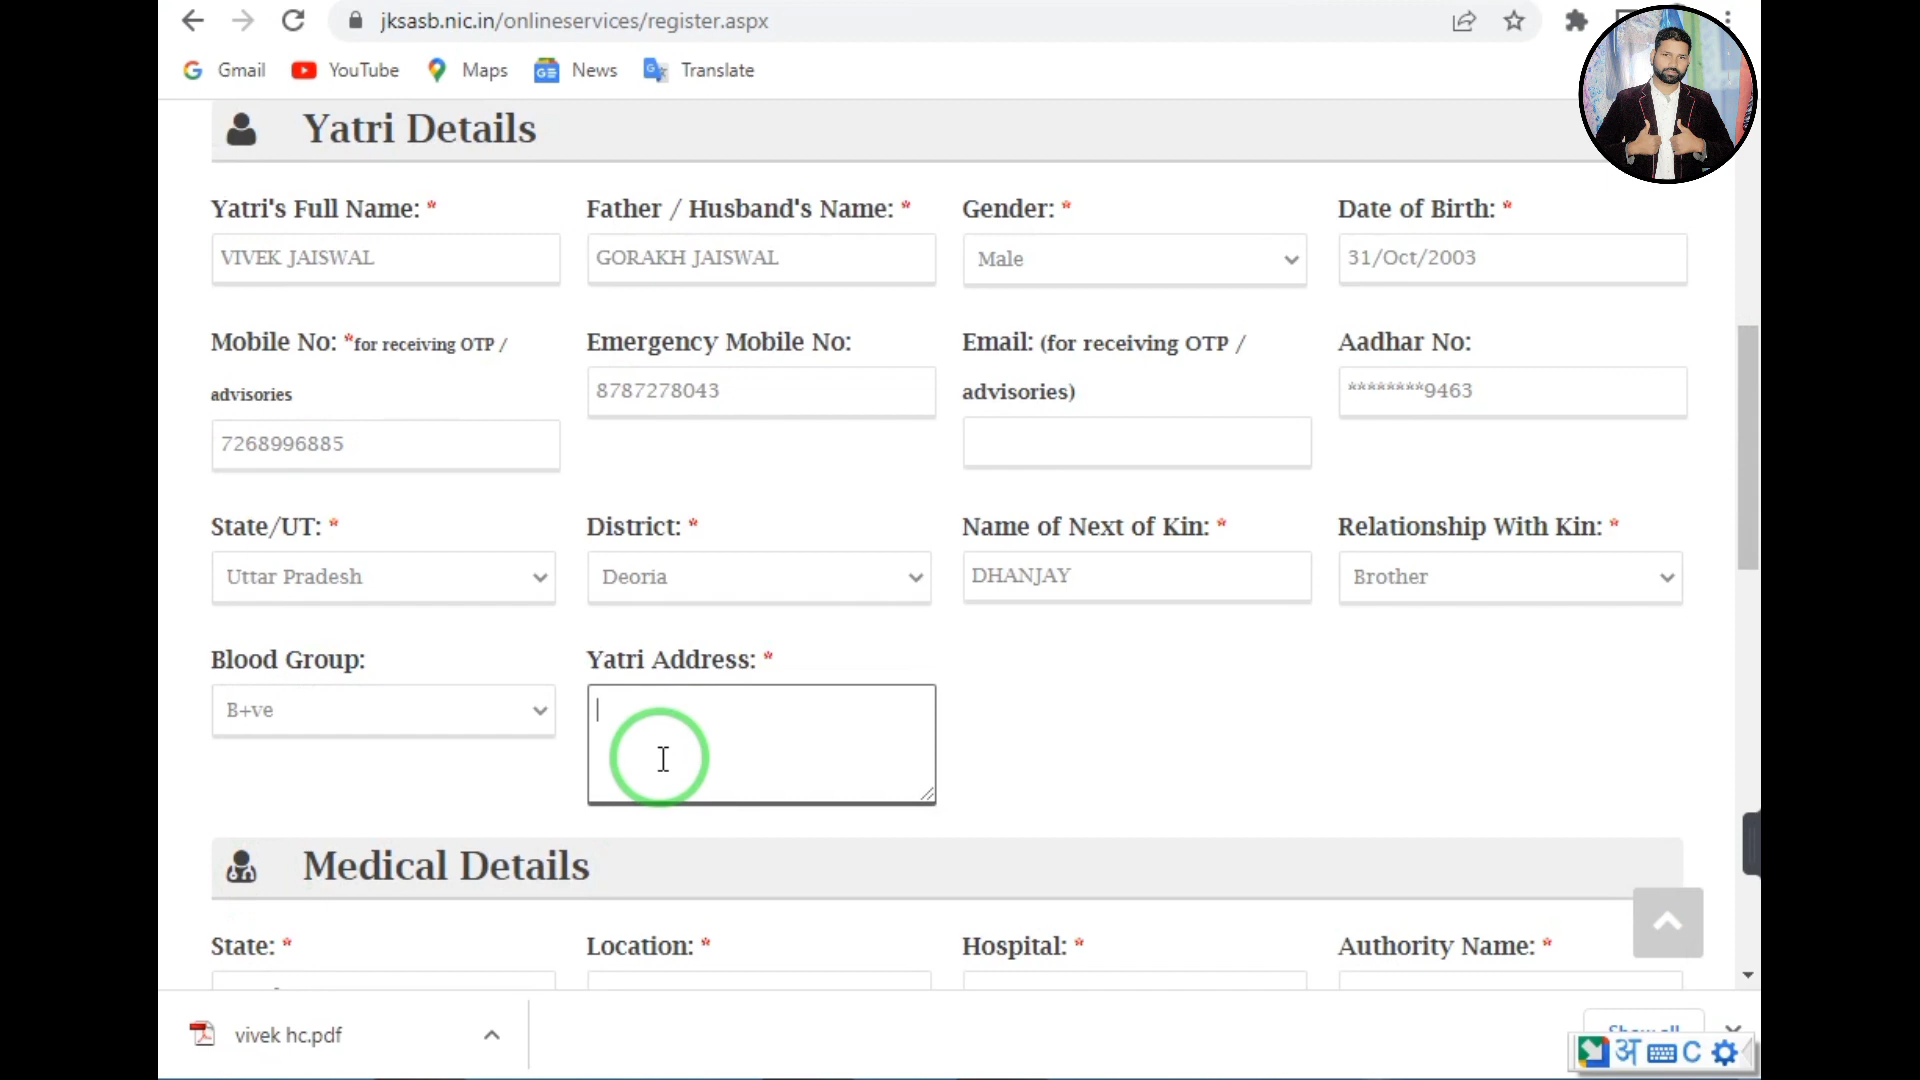 jksasb.nic.in/onlineservices/register.aspx
Gmail YouTube Maps News Translate
Yatri Details
Yatri's Full Name: * Father / Husband's Name: * Gender: * Date of Birth: *
VIVEK JAISWAL GORAKH JAISWAL Male 31/Oct/2003
Mobile No: *for receiving OTP / Emergency Mobile No: Email: (for receiving OTP / Aadhar No:
advisories 8787278043 advisories) ********9463
7268996885
State/UT: * District: * Name of Next of Kin: * Relationship With Kin: *
Uttar Pradesh Deoria DHANJAY Brother
Blood Group: Yatri Address: *
B+ve
Medical Details
State: * Location: * Hospital: * Authority Name: *
vivek hc.pdf
Show all
अ C